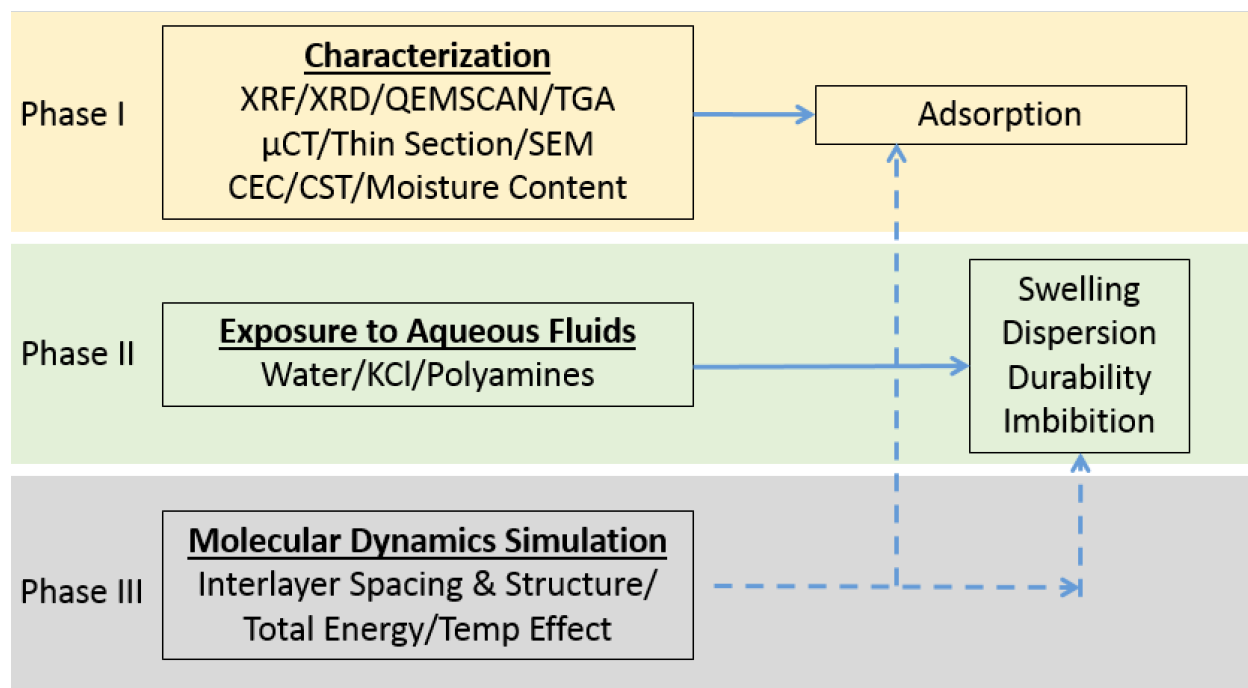 Phase I
Characterization
XRF/XRD/QEMSCAN/TGA
µCT/Thin Section/SEM
CEC/CST/Moisture Content
Adsorption
Phase II
Exposure to Aqueous Fluids
Water/KCl/Polyamines
Swelling
Dispersion
Durability
Imbibition
Phase III
Molecular Dynamics Simulation
Interlayer Spacing & Structure/
Total Energy/Temp Effect